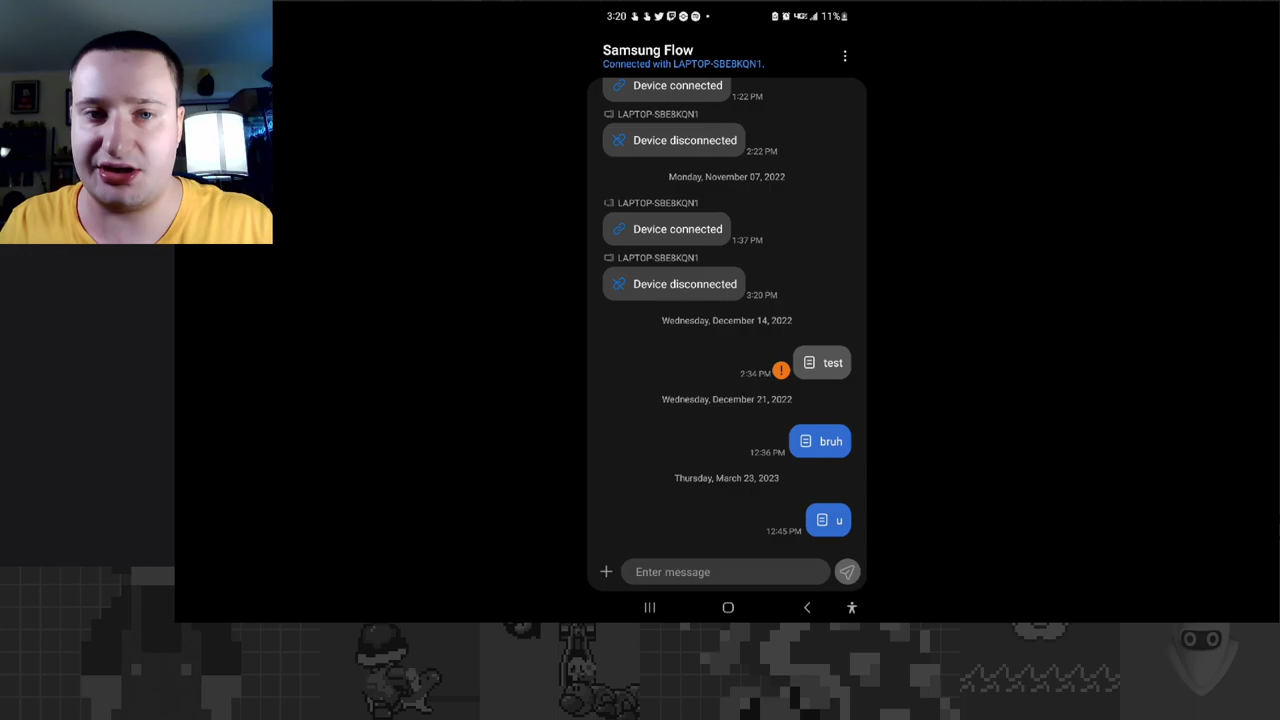 3:20
11%
Samsung Flow
Connected with LAPTOP-SBE8KQN1.
Device connected
1:22 PM
LAPTOP-SBE8KQN1
Device disconnected
2:22 PM
Monday, November 07, 2022
LAPTOP-SBE8KQN1
Device connected
1:37 PM
LAPTOP-SBE8KQN1
Device disconnected
3:20 PM
Wednesday, December 14, 2022
test
2:34 PM
Wednesday, December 21, 2022
bruh
12:36 PM
Thursday, March 23, 2023
u
12:45 PM
Enter message